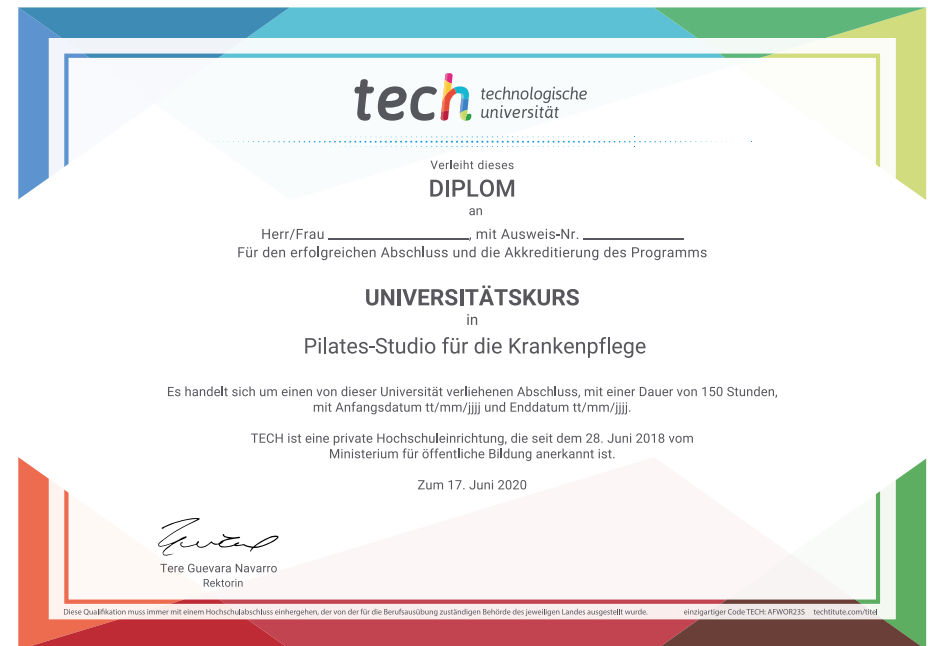 tech technologische
universität
Verleiht dieses
DIPLOM
an
Herr/Frau ____________________, mit Ausweis-Nr. ______________
Für den erfolgreichen Abschluss und die Akkreditierung des Programms
UNIVERSITÄTSKURS
in
Pilates-Studio für die Krankenpflege
Es handelt sich um einen von dieser Universität verliehenen Abschluss, mit einer Dauer von 150 Stunden,
mit Anfangsdatum tt/mm/jjjj und Enddatum tt/mm/jjjj.
TECH ist eine private Hochschuleinrichtung, die seit dem 28. Juni 2018 vom
Ministerium für öffentliche Bildung anerkannt ist.
Zum 17. Juni 2020
Tere Guevara Navarro
Rektorin
Diese Qualifikation muss immer mit einem Hochschulabschluss einhergehen, der von der für die Berufsausübung zuständigen Behörde des jeweiligen Landes ausgestellt wurde. einzigartiger Code TECH: AFWOR23S techtitute.com/titel